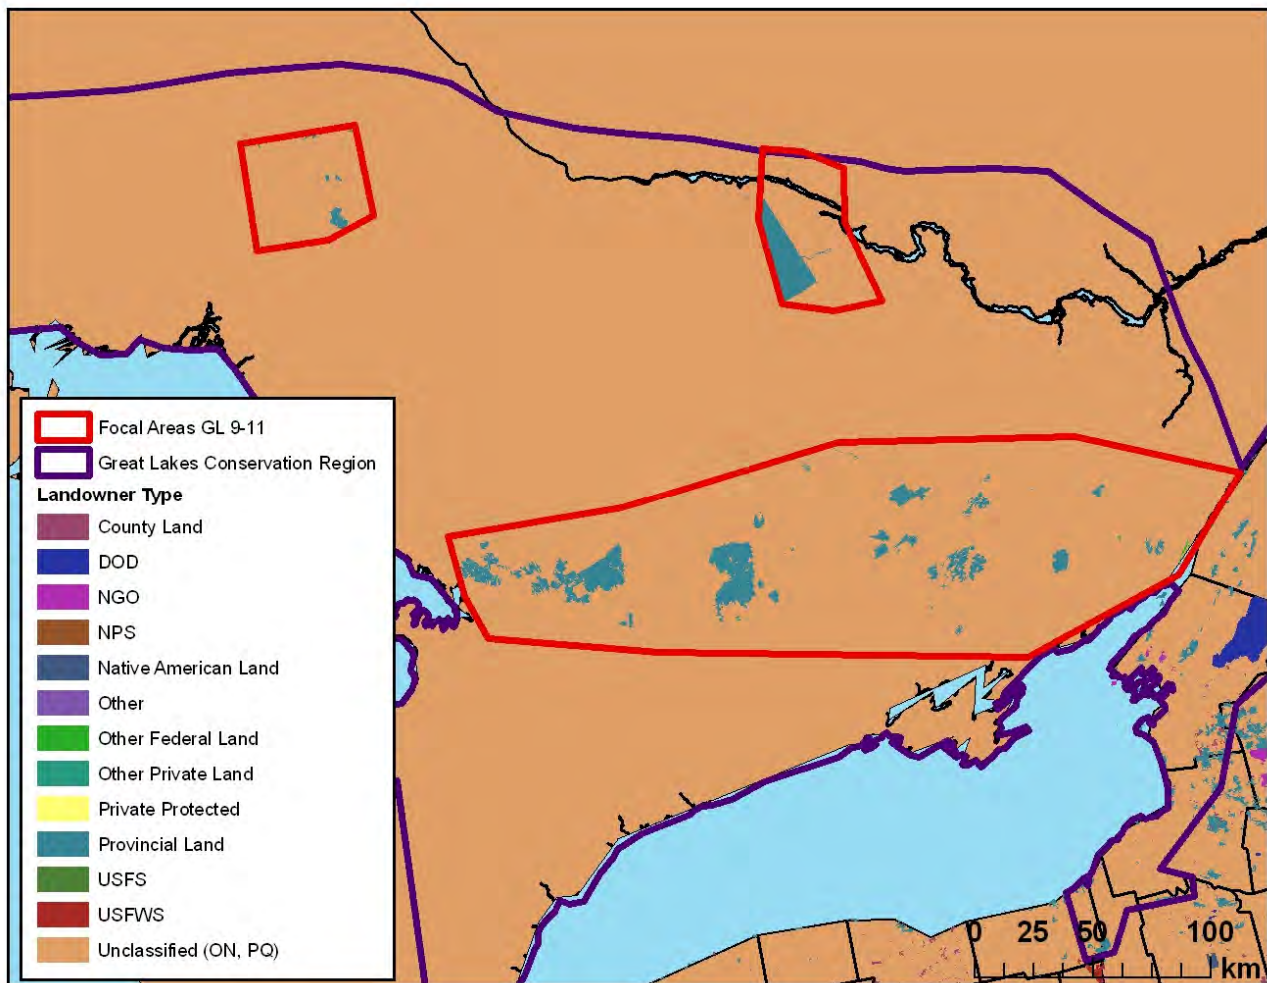 Focal Areas GL 9-11
Great Lakes Conservation Region
Landowner Type
County Land
DOD
NGO
NPS
Native American Land
Other
Other Federal Land
Other Private Land
Private Protected
Provincial Land
USFS
USFWS
Unclassified (ON, PQ)
0 25 50 100
km